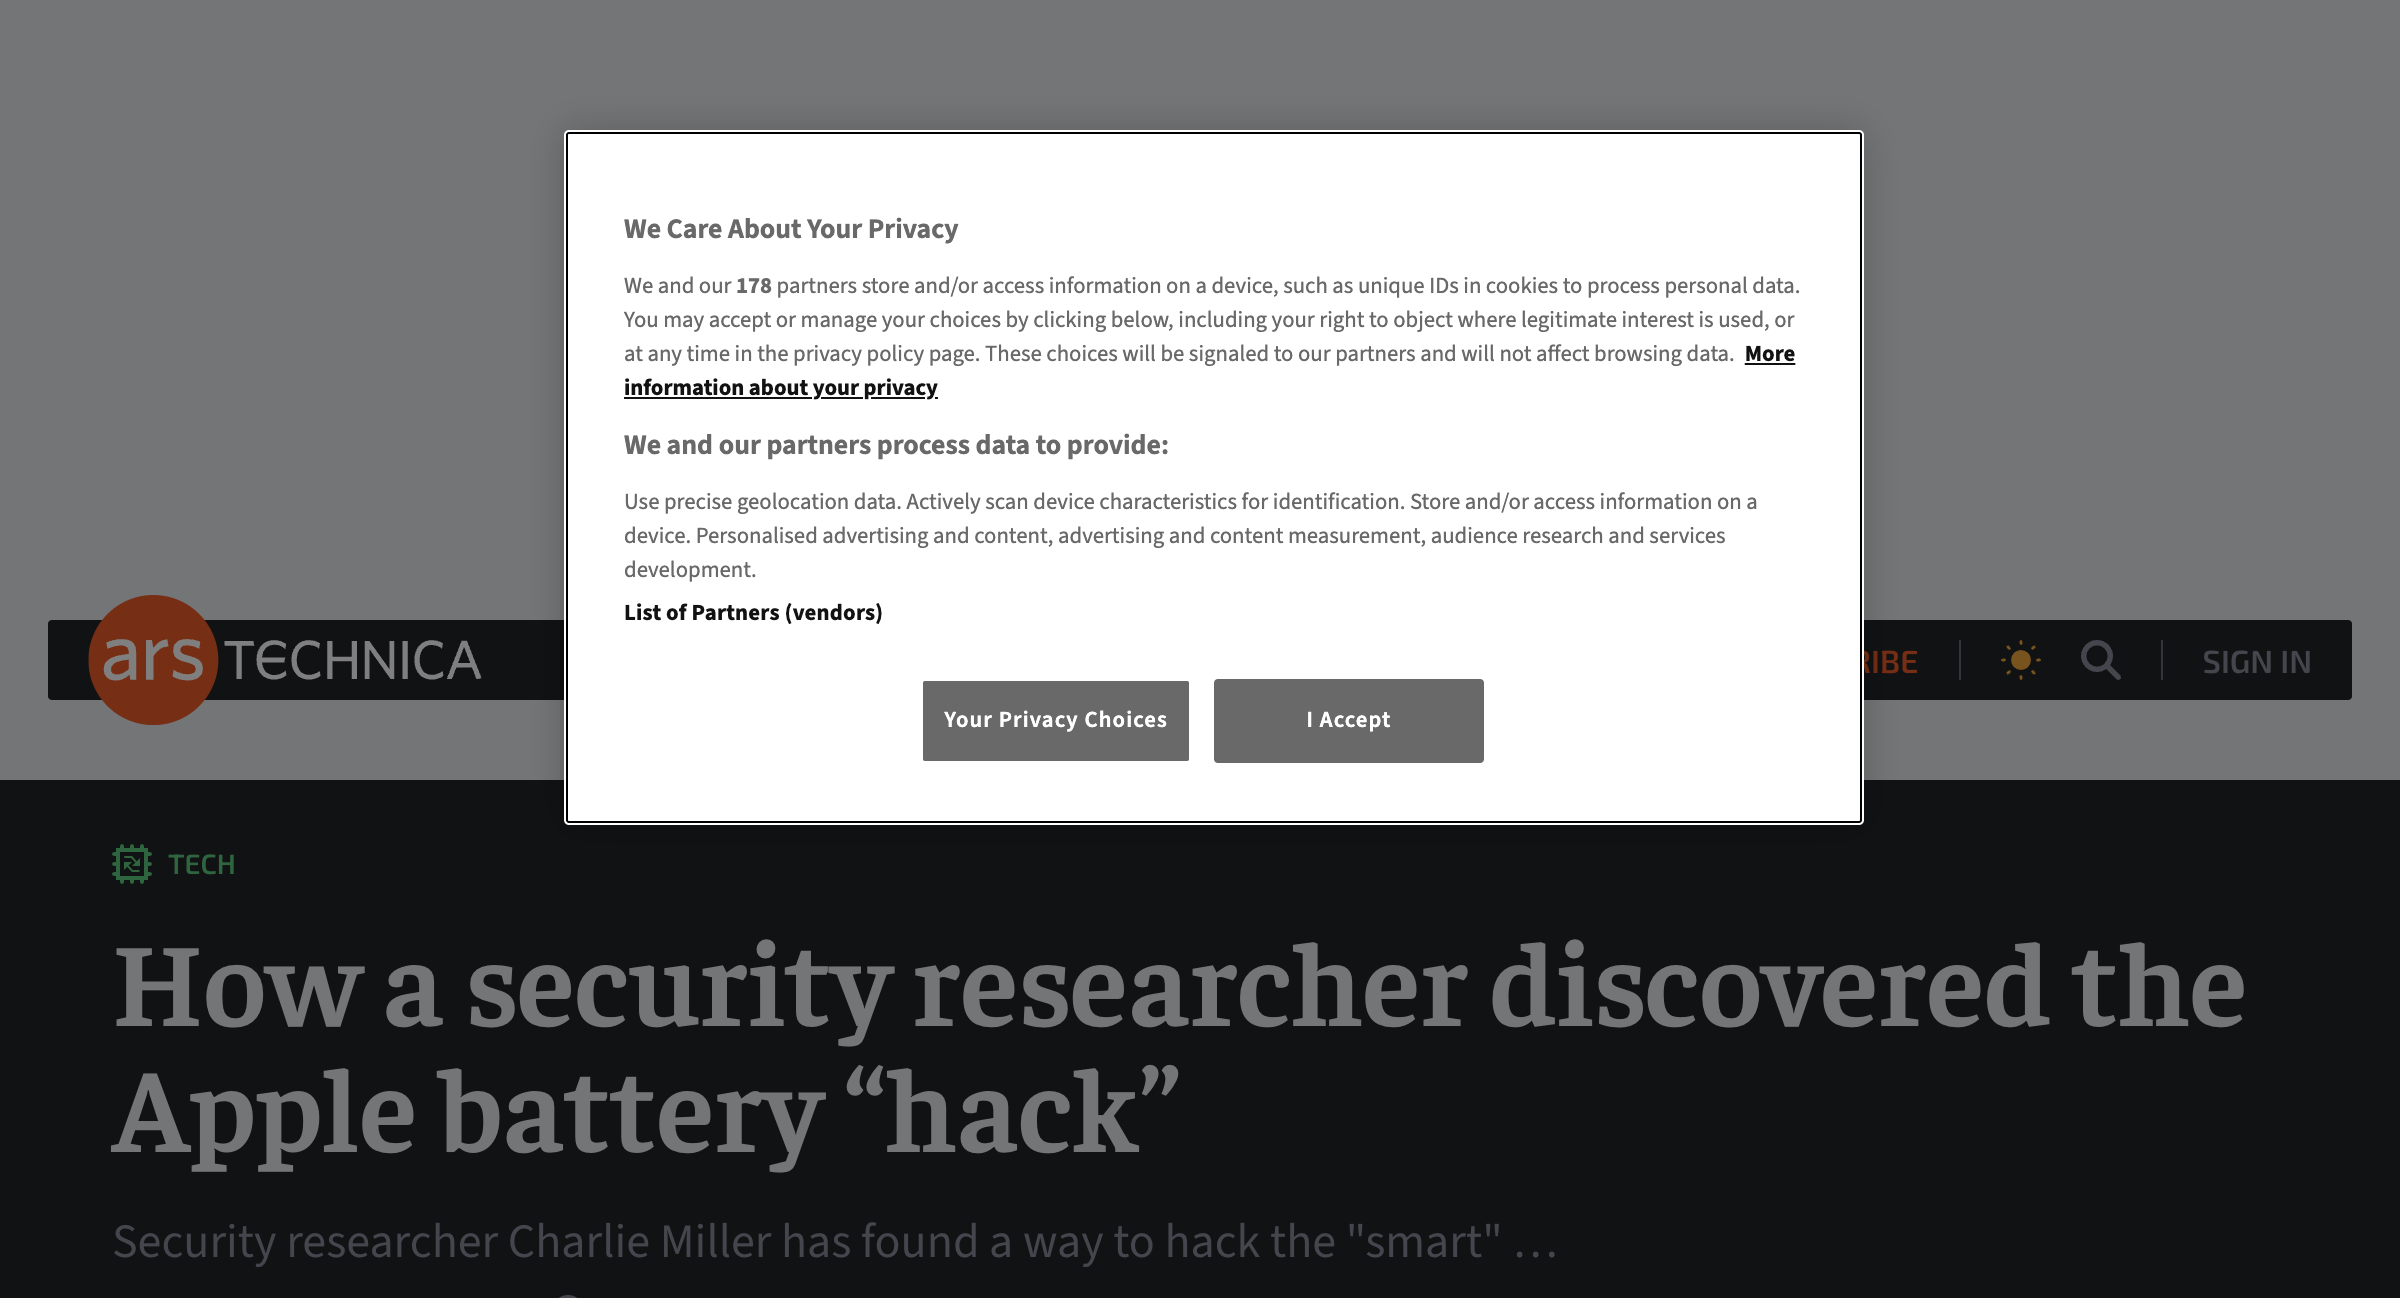 We Care About Your Privacy
We and our 178 partners store and/or access information on a device, such as unique IDs in cookies to process personal data.
You may accept or manage your choices by clicking below, including your right to object where legitimate interest is used, or
at any time in the privacy policy page. These choices will be signaled to our partners and will not affect browsing data. More
information about your privacy
We and our partners process data to provide:
Use precise geolocation data. Actively scan device characteristics for identification. Store and/or access information on a
device. Personalised advertising and content, advertising and content measurement, audience research and services
development.
List of Partners (vendors)
Your Privacy Choices
I Accept
ars TECHNICA
SIGN IN
TECH
How a security researcher discovered the
Apple battery “hack”
Security researcher Charlie Miller has found a way to hack the "smart" …